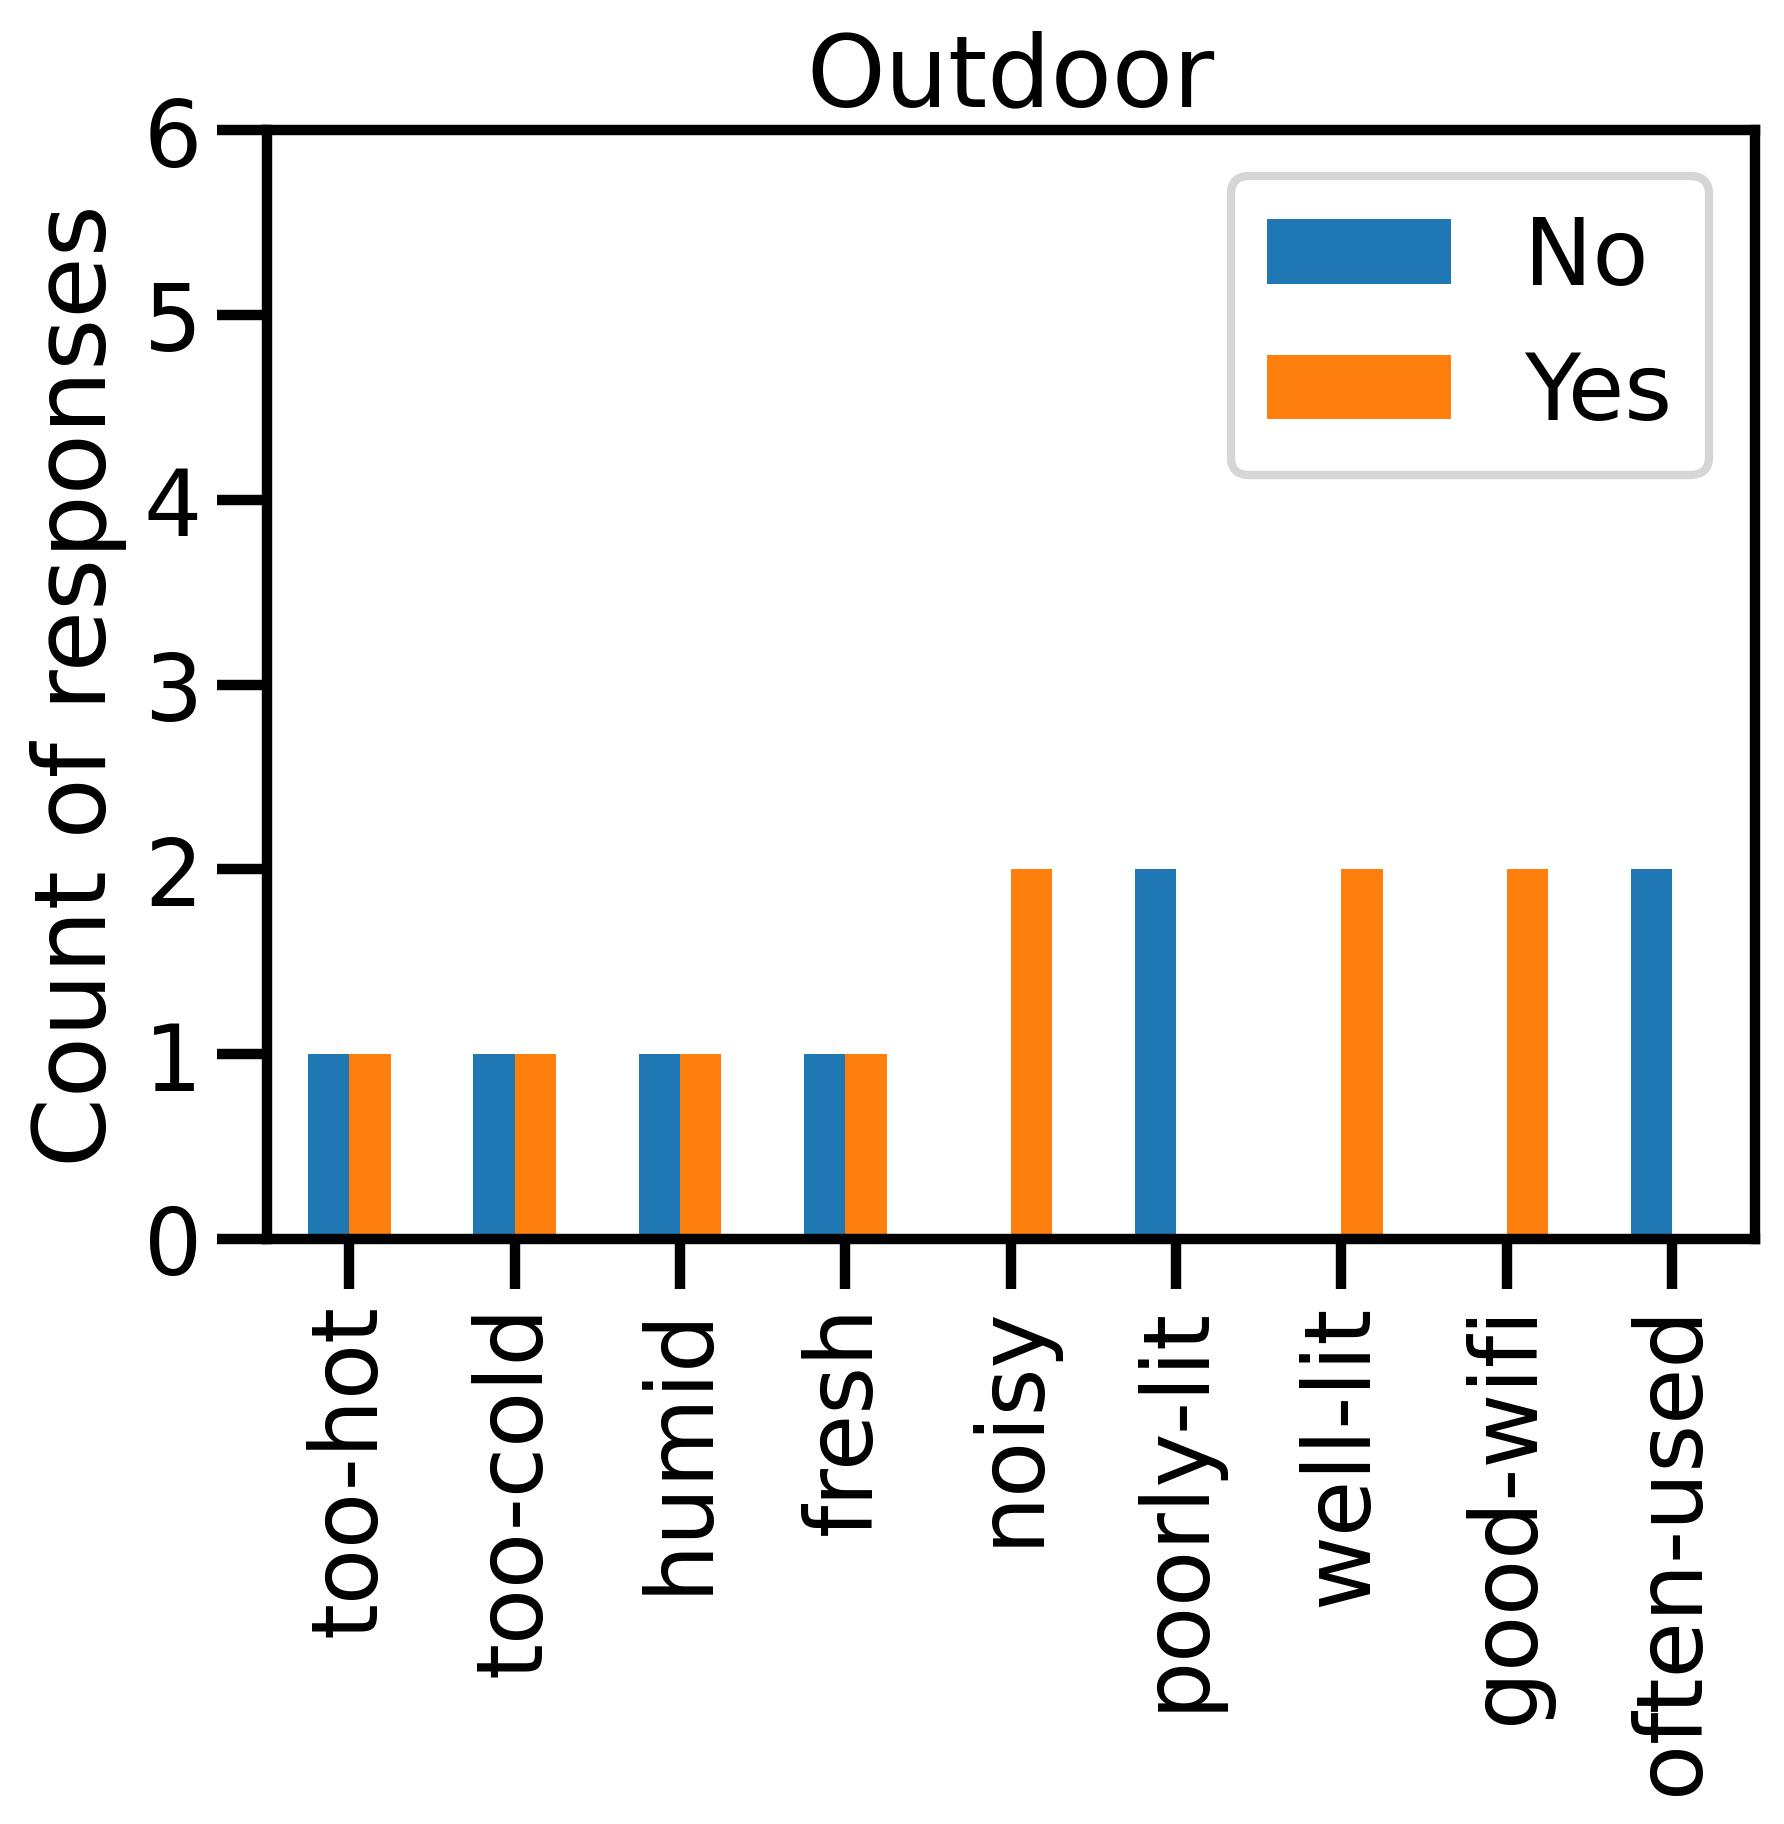 Outdoor
Count of responses
6
5
4
3
2
1
0
No
Yes
too-hot
too-cold
humid
fresh
noisy
poorly-lit
well-lit
good-wifi
often-used